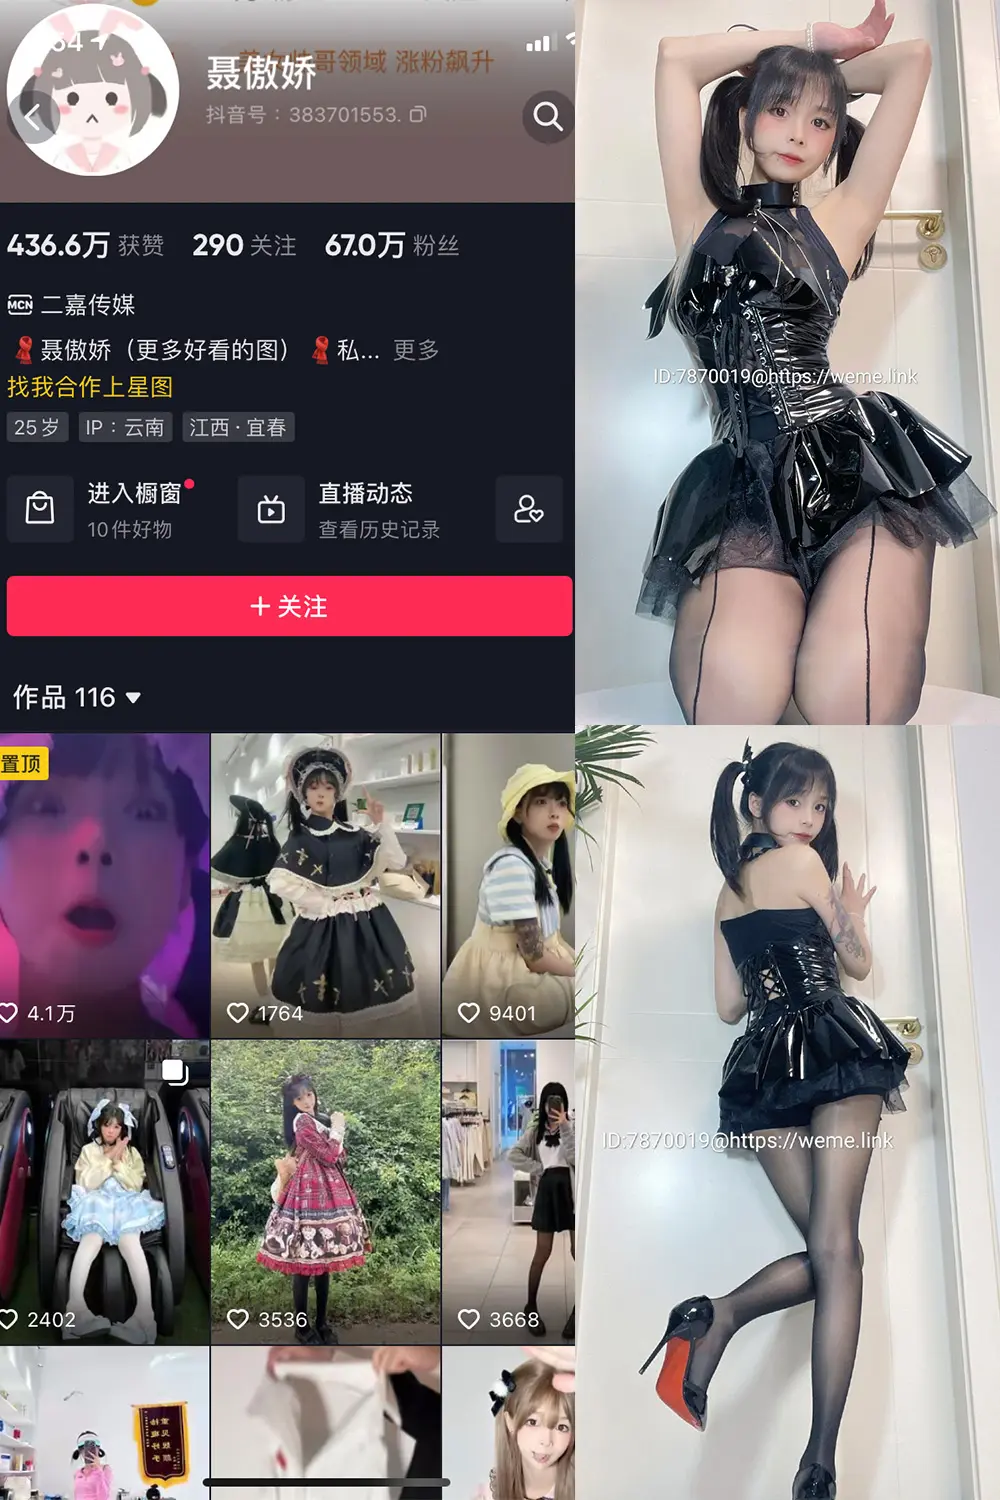 哥领域 涨粉飙升
聂傲娇
抖音号：383701553.
436.6万 获赞 290 关注 67.0万 粉丝
MCN 二嘉传媒
聂傲娇（更多好看的图） 私... 更多
找我合作上星图
25岁 IP：云南 江西·宜春
进入橱窗 直播动态
10件好物 查看历史记录
+ 关注
作品 116
置顶
4.1万 1764 9401
2402 3536 3668
ID:7870019@https://weme.link
ID:7870019@https://weme.link